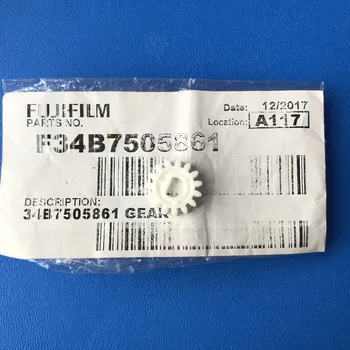 FUJIFILM
PARTS NO.
Date: 12/2017
Location: A117
F34B7505861
DESCRIPTION:
34B7505861 GEAR